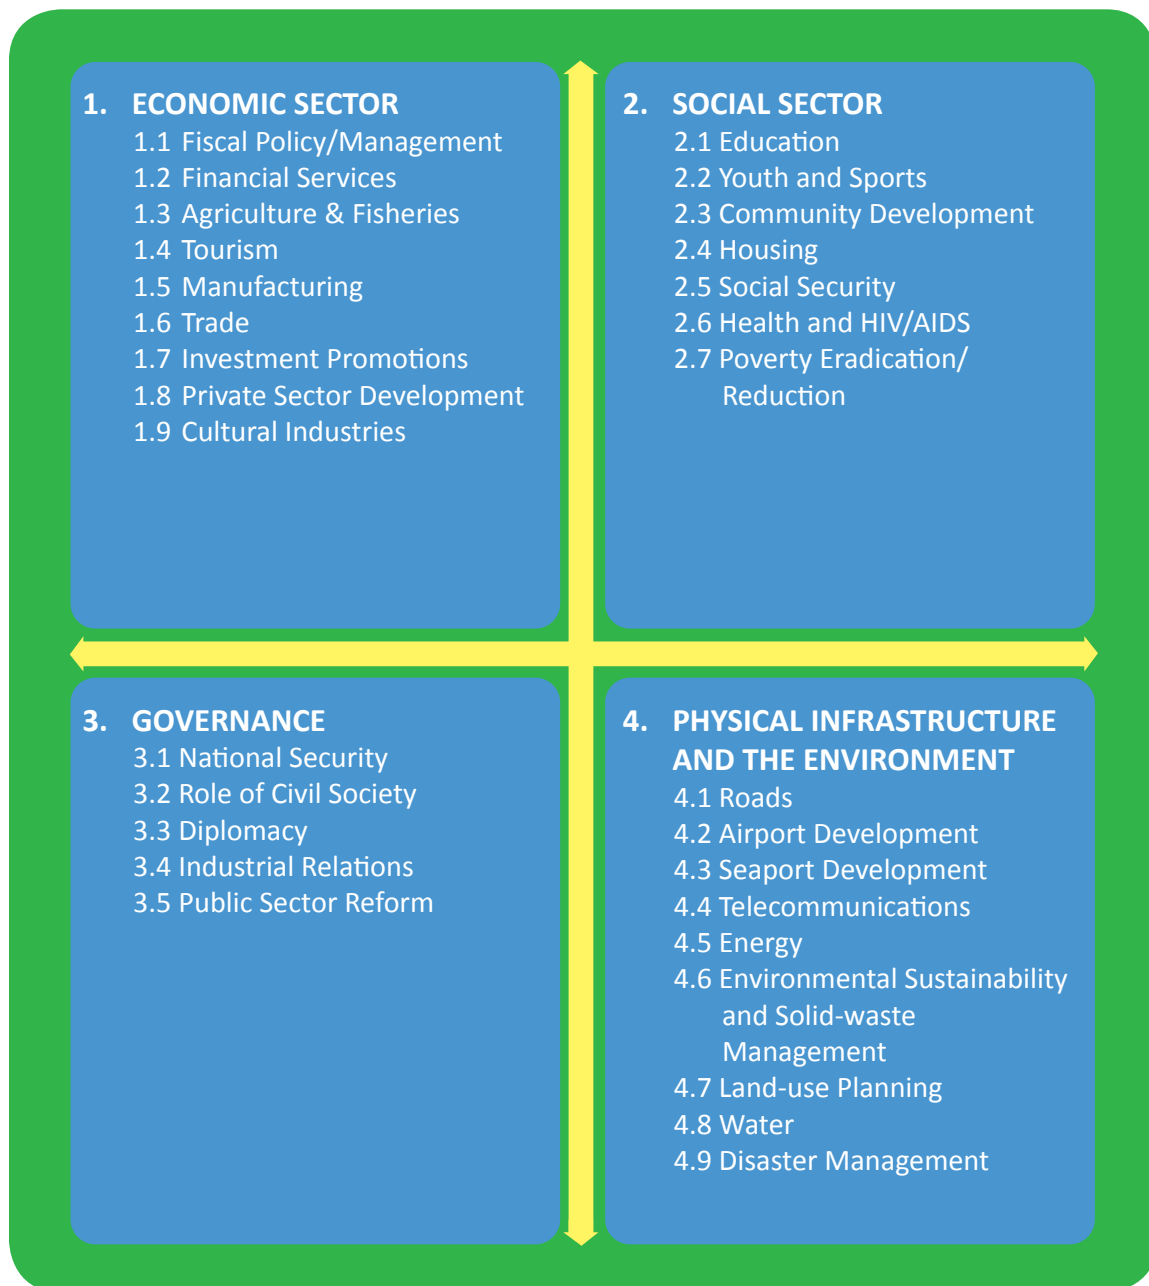 1. ECONOMIC SECTOR
1.1 Fiscal Policy/Management
1.2 Financial Services
1.3 Agriculture & Fisheries
1.4 Tourism
1.5 Manufacturing
1.6 Trade
1.7 Investment Promotions
1.8 Private Sector Development
1.9 Cultural Industries
2. SOCIAL SECTOR
2.1 Education
2.2 Youth and Sports
2.3 Community Development
2.4 Housing
2.5 Social Security
2.6 Health and HIV/AIDS
2.7 Poverty Eradication/
Reduction
3. GOVERNANCE
3.1 National Security
3.2 Role of Civil Society
3.3 Diplomacy
3.4 Industrial Relations
3.5 Public Sector Reform
4. PHYSICAL INFRASTRUCTURE
AND THE ENVIRONMENT
4.1 Roads
4.2 Airport Development
4.3 Seaport Development
4.4 Telecommunications
4.5 Energy
4.6 Environmental Sustainability
and Solid-waste
Management
4.7 Land-use Planning
4.8 Water
4.9 Disaster Management